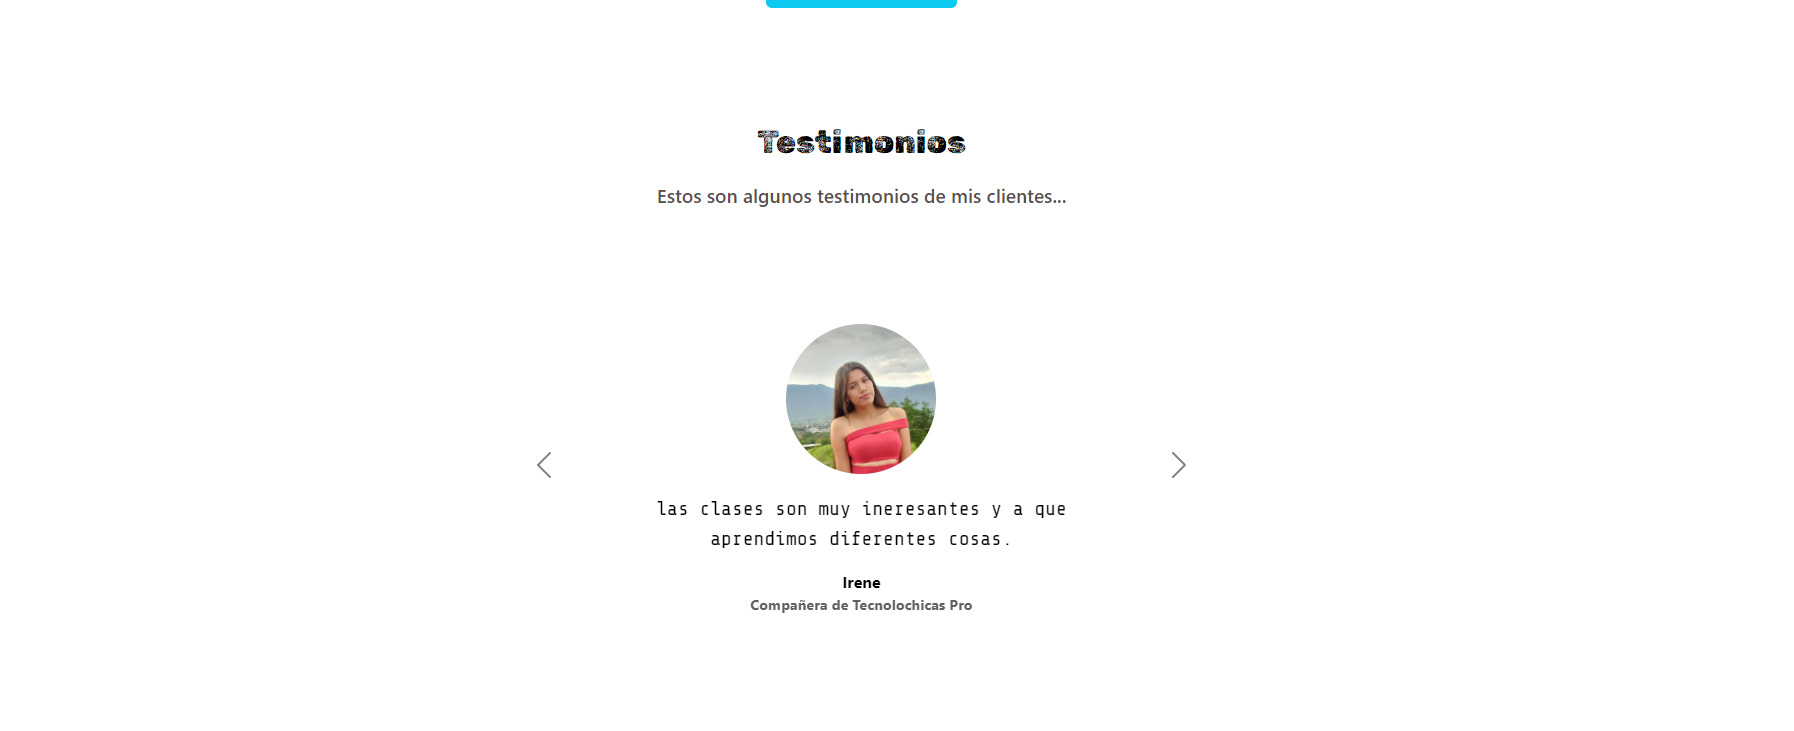 Testimonios
Estos son algunos testimonios de mis clientes...
las clases son muy ineresantes y a que
aprendimos diferentes cosas.
Irene
Compañera de Tecnolochicas Pro